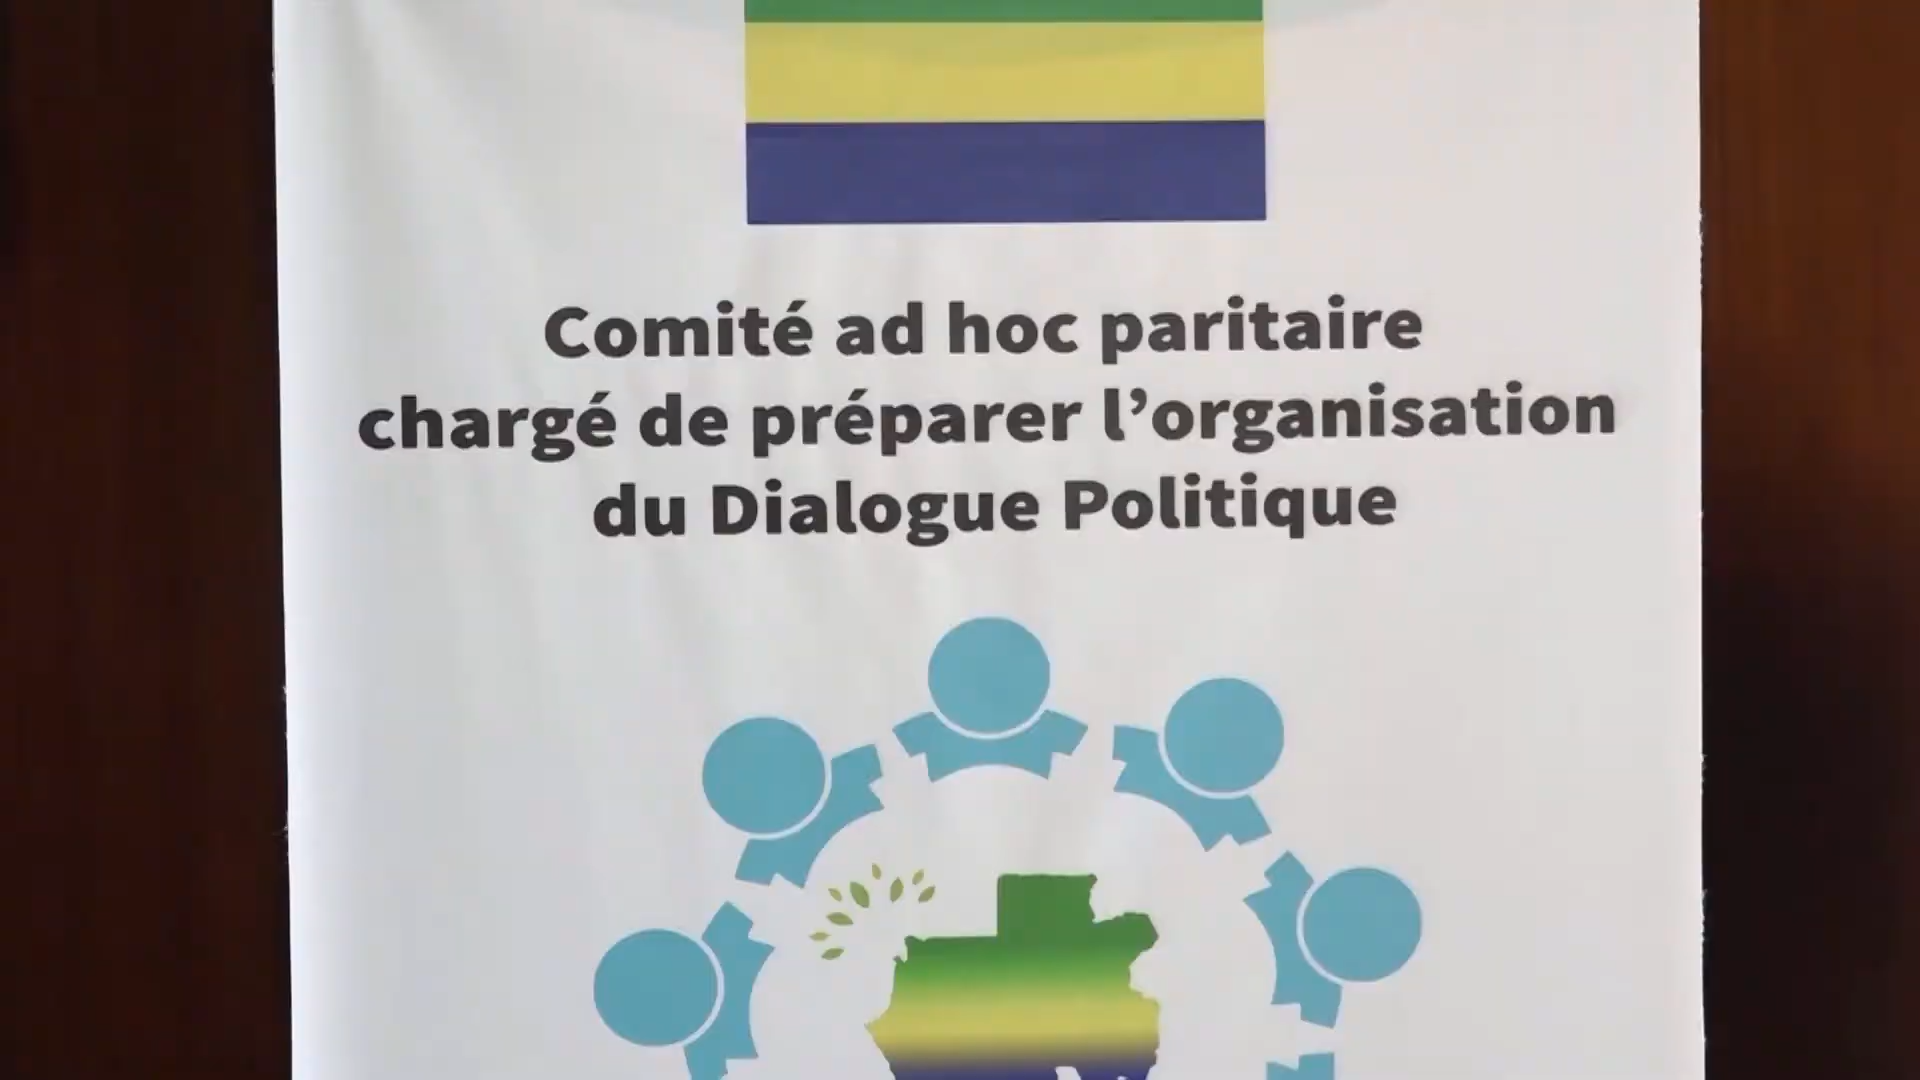 Comité ad hoc paritaire
chargé de préparer l’organisation
du Dialogue Politique